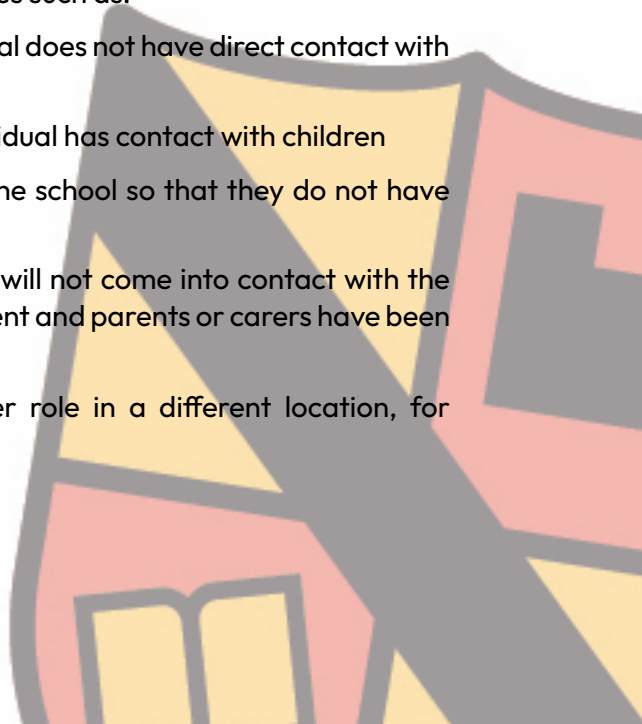 such as:
al does not have direct contact with
idual has contact with children
he school so that they do not have
will not come into contact with the
ent and parents or carers have been
er role in a different location, for